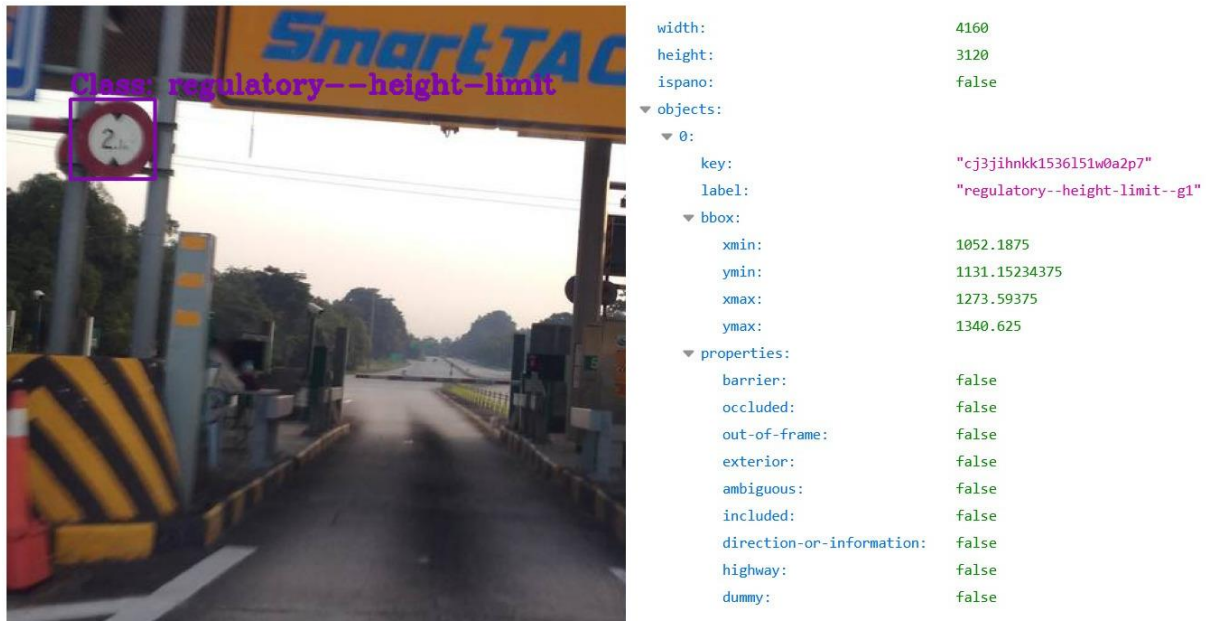 SmartTAC
Class: regulatory--height-limit
width: 4160
height: 3120
ispano: false
objects:
0:
key: "cj3jihnkk1536l51w0a2p7"
label: "regulatory--height-limit--g1"
bbox:
xmin: 1052.1875
ymin: 1131.15234375
xmax: 1273.59375
ymax: 1340.625
properties:
barrier: false
occluded: false
out-of-frame: false
exterior: false
ambiguous: false
included: false
direction-or-information: false
highway: false
dummy: false